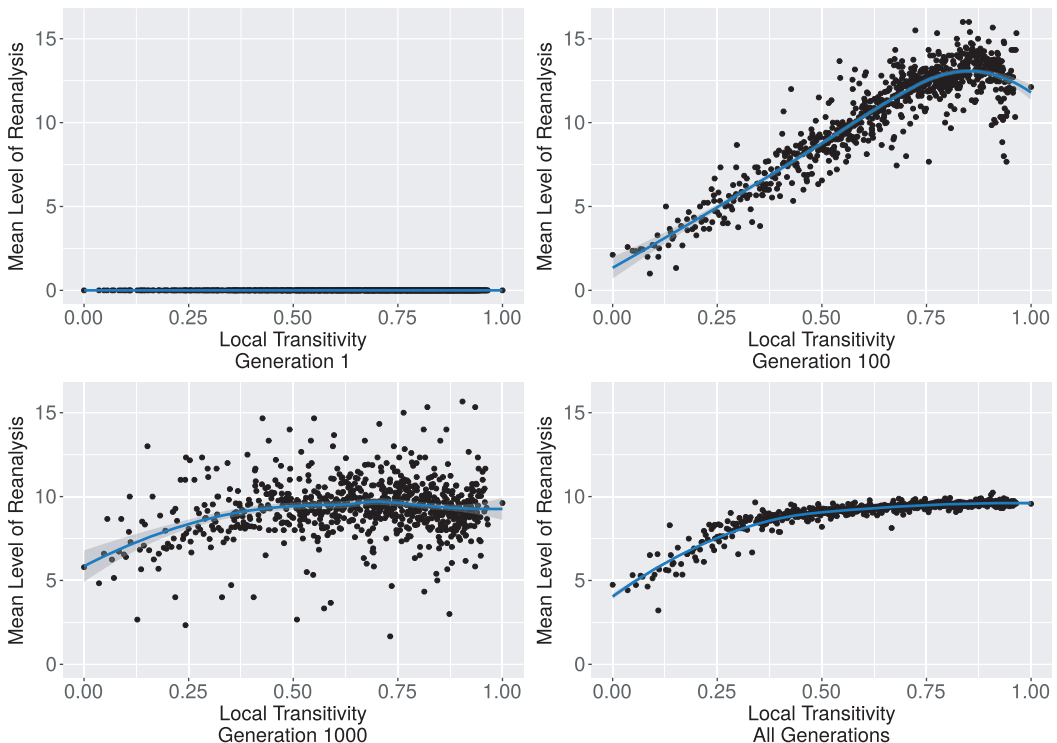 Mean Level of Reanalysis
15
10
5
0
0.00 0.25 0.50 0.75 1.00
Local Transitivity
Generation 1
Mean Level of Reanalysis
15
10
5
0
0.00 0.25 0.50 0.75 1.00
Local Transitivity
Generation 100
Mean Level of Reanalysis
15
10
5
0
0.00 0.25 0.50 0.75 1.00
Local Transitivity
Generation 1000
Mean Level of Reanalysis
15
10
5
0
0.00 0.25 0.50 0.75 1.00
Local Transitivity
All Generations